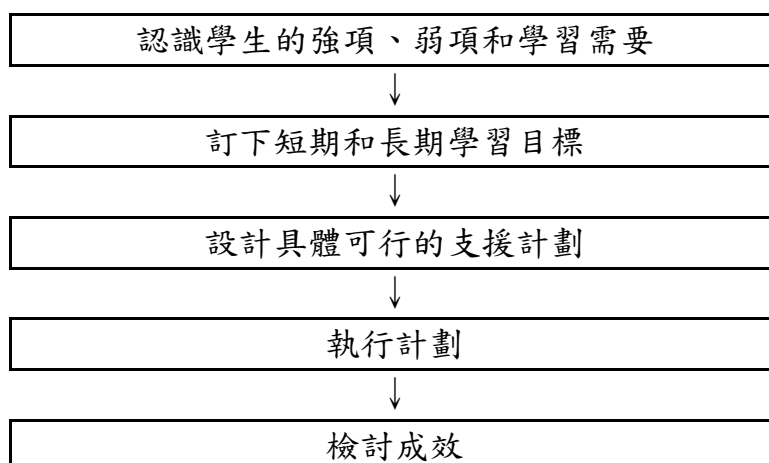 認識學生的強項、弱項和學習需要
↓
訂下短期和長期學習目標
↓
設計具體可行的支援計劃
↓
執行計劃
↓
檢討成效